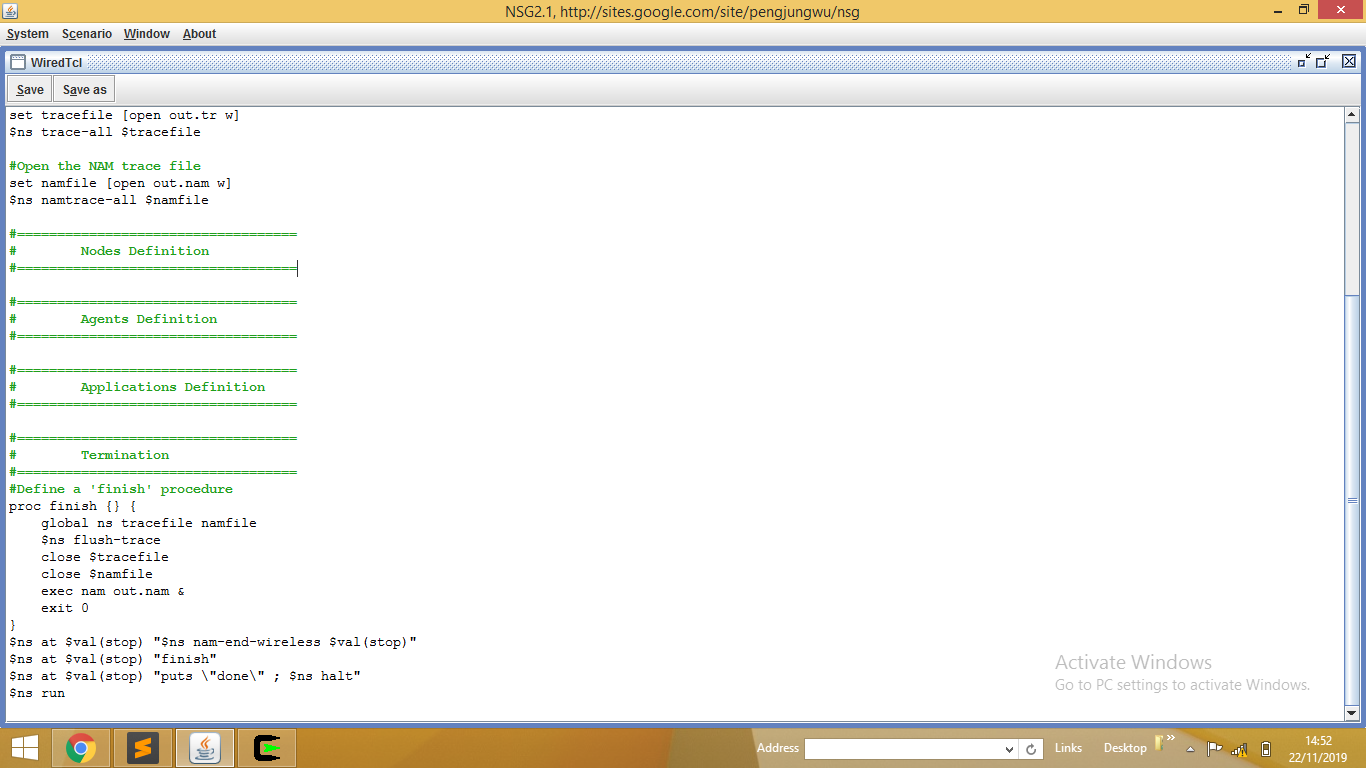 NSG2.1, http://sites.google.com/site/pengjungwu/nsg
System Scenario Window About
WiredTcl
Save Save as
set tracefile [open out.tr w]
$ns trace-all $tracefile
#Open the NAM trace file
set namfile [open out.nam w]
$ns namtrace-all $namfile
#===================================
#        Nodes Definition
#===================================
#===================================
#        Agents Definition
#===================================
#===================================
#        Applications Definition
#===================================
#===================================
#        Termination
#===================================
#Define a 'finish' procedure
proc finish {} {
    global ns tracefile namfile
    $ns flush-trace
    close $tracefile
    close $namfile
    exec nam out.nam &
    exit 0
}
$ns at $val(stop) "$ns nam-end-wireless $val(stop)"
$ns at $val(stop) "finish"
$ns at $val(stop) "puts \"done\" ; $ns halt"
$ns run
Activate Windows
Go to PC settings to activate Windows.
Address Links Desktop
14:52
22/11/2019